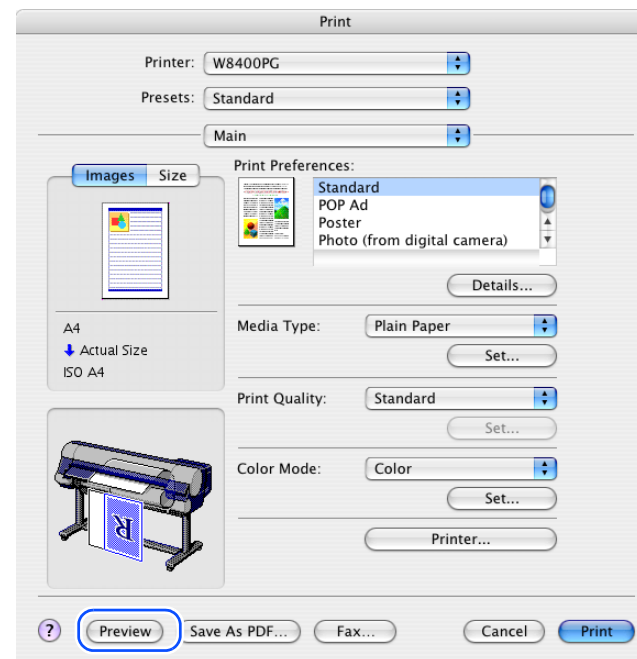 Print
Printer: W8400PG
Presets: Standard
Main
Images Size
Print Preferences:
Standard
POP Ad
Poster
Photo (from digital camera)
Details...
A4
Actual Size
ISO A4
Media Type: Plain Paper
Set...
Print Quality: Standard
Set...
Color Mode: Color
Set...
Printer...
R
? Preview Save As PDF... Fax... Cancel Print